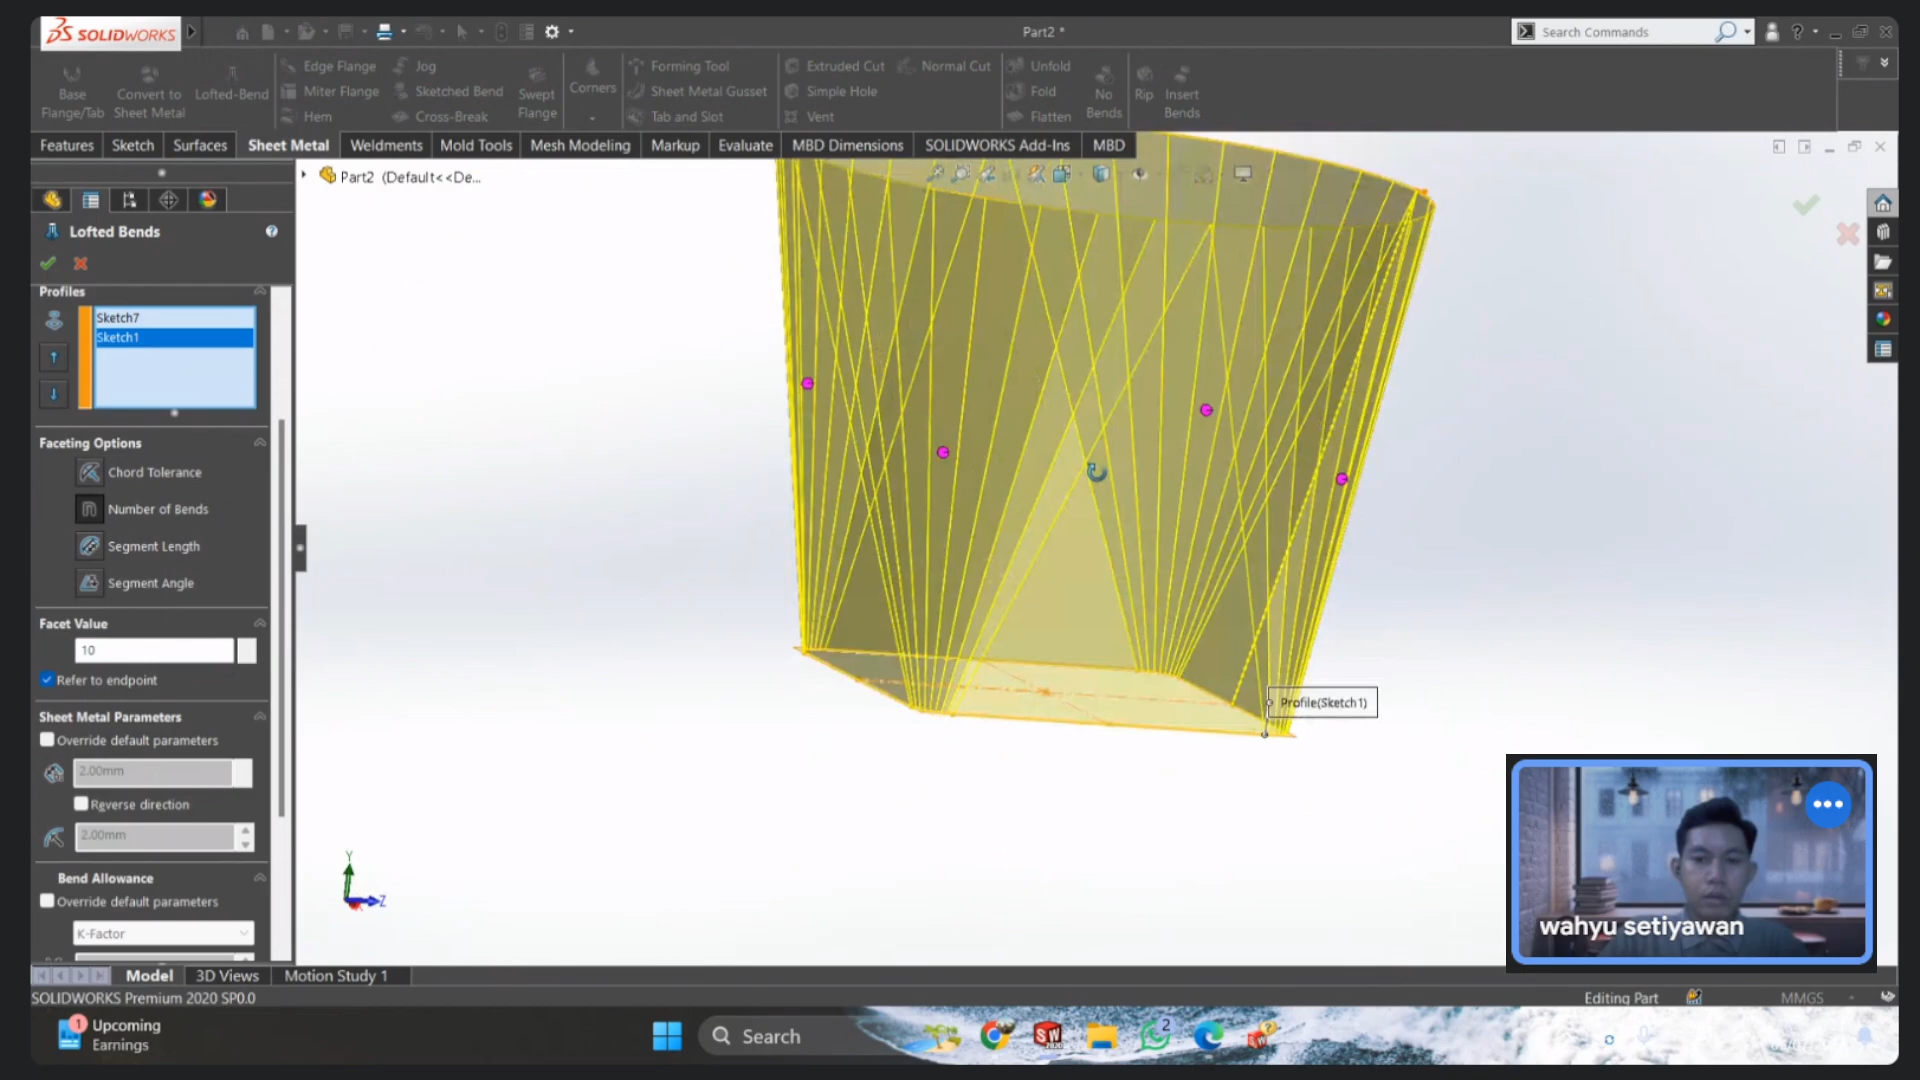 SOLIDWORKS
Part2 *
Search Commands
Base Flange/Tab
Convert to Sheet Metal
Lofted-Bend
Edge Flange
Miter Flange
Hem
Jog
Sketched Bend
Cross-Break
Swept Flange
Corners
Forming Tool
Sheet Metal Gusset
Tab and Slot
Extruded Cut
Simple Hole
Vent
Normal Cut
Unfold
Fold
Flatten
No Bends
Rip
Insert Bends
Features
Sketch
Surfaces
Sheet Metal
Weldments
Mold Tools
Mesh Modeling
Markup
Evaluate
MBD Dimensions
SOLIDWORKS Add-Ins
MBD
Part2 (Default<<De...
Lofted Bends
Profiles
Sketch7
Sketch1
Faceting Options
Chord Tolerance
Number of Bends
Segment Length
Segment Angle
Facet Value
10
Refer to endpoint
Sheet Metal Parameters
Override default parameters
2.00mm
Reverse direction
2.00mm
Bend Allowance
Override default parameters
K-Factor
Profile(Sketch1)
Y
Z
wahyu setiyawan
Model
3D Views
Motion Study 1
SOLIDWORKS Premium 2020 SP0.0
Editing Part
MMGS
1
Upcoming
Earnings
Search
SW
2020
2